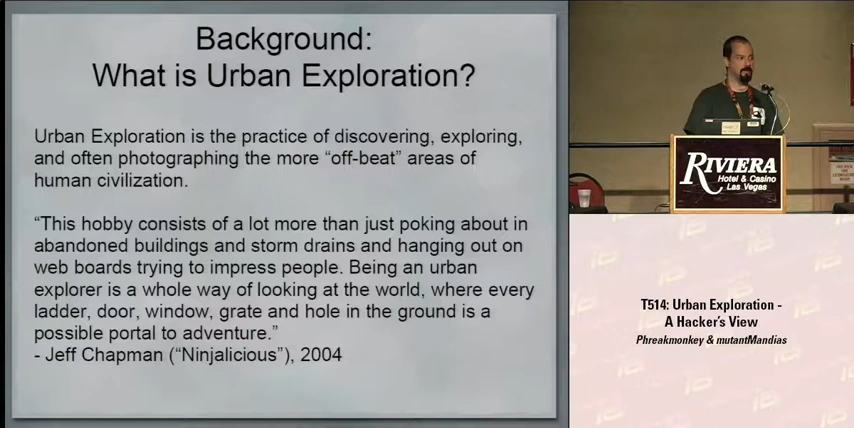 Background:
What is Urban Exploration?
Urban Exploration is the practice of discovering, exploring,
and often photographing the more “off-beat” areas of
human civilization.
“This hobby consists of a lot more than just poking about in
abandoned buildings and storm drains and hanging out on
web boards trying to impress people. Being an urban
explorer is a whole way of looking at the world, where every
ladder, door, window, grate and hole in the ground is a
possible portal to adventure.”
- Jeff Chapman (“Ninjalicious”), 2004
RIVIERA
Hotel & Casino
Las Vegas
T514: Urban Exploration -
A Hacker's View
Phreakmonkey & mutantMandias